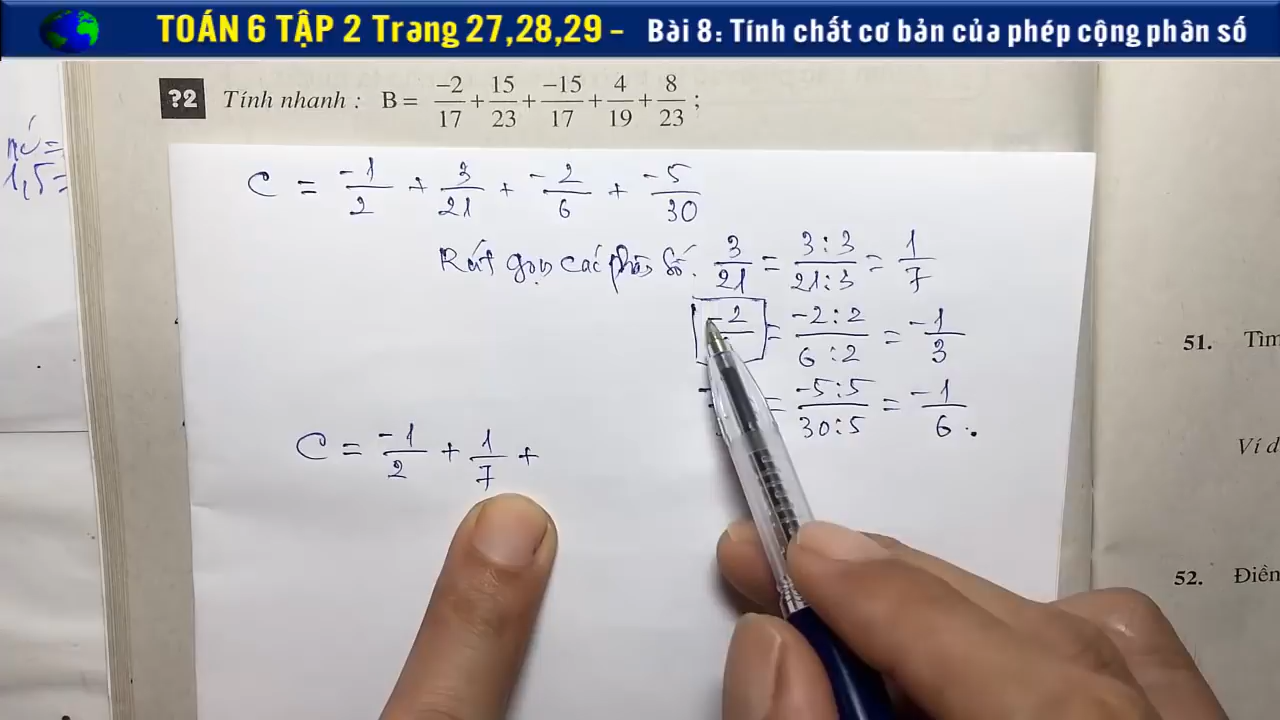 TOÁN 6 TẬP 2 Trang 27,28,29 – Bài 8: Tính chất cơ bản của phép cộng phân số
?2 Tính nhanh : B = -2/17 + 15/23 + -15/17 + 4/19 + 8/23 ;
C = -1/2 + 3/21 + -2/6 + -5/30
Rút gọn các phân số. 3/21 = 3:3/21:3 = 1/7
-2 = -2:2/6:2 = -1/3
= -5:5/30:5 = -1/6.
C = -1/2 + 1/7 +
1,5=
51. Tìm
Ví d
52. Điền